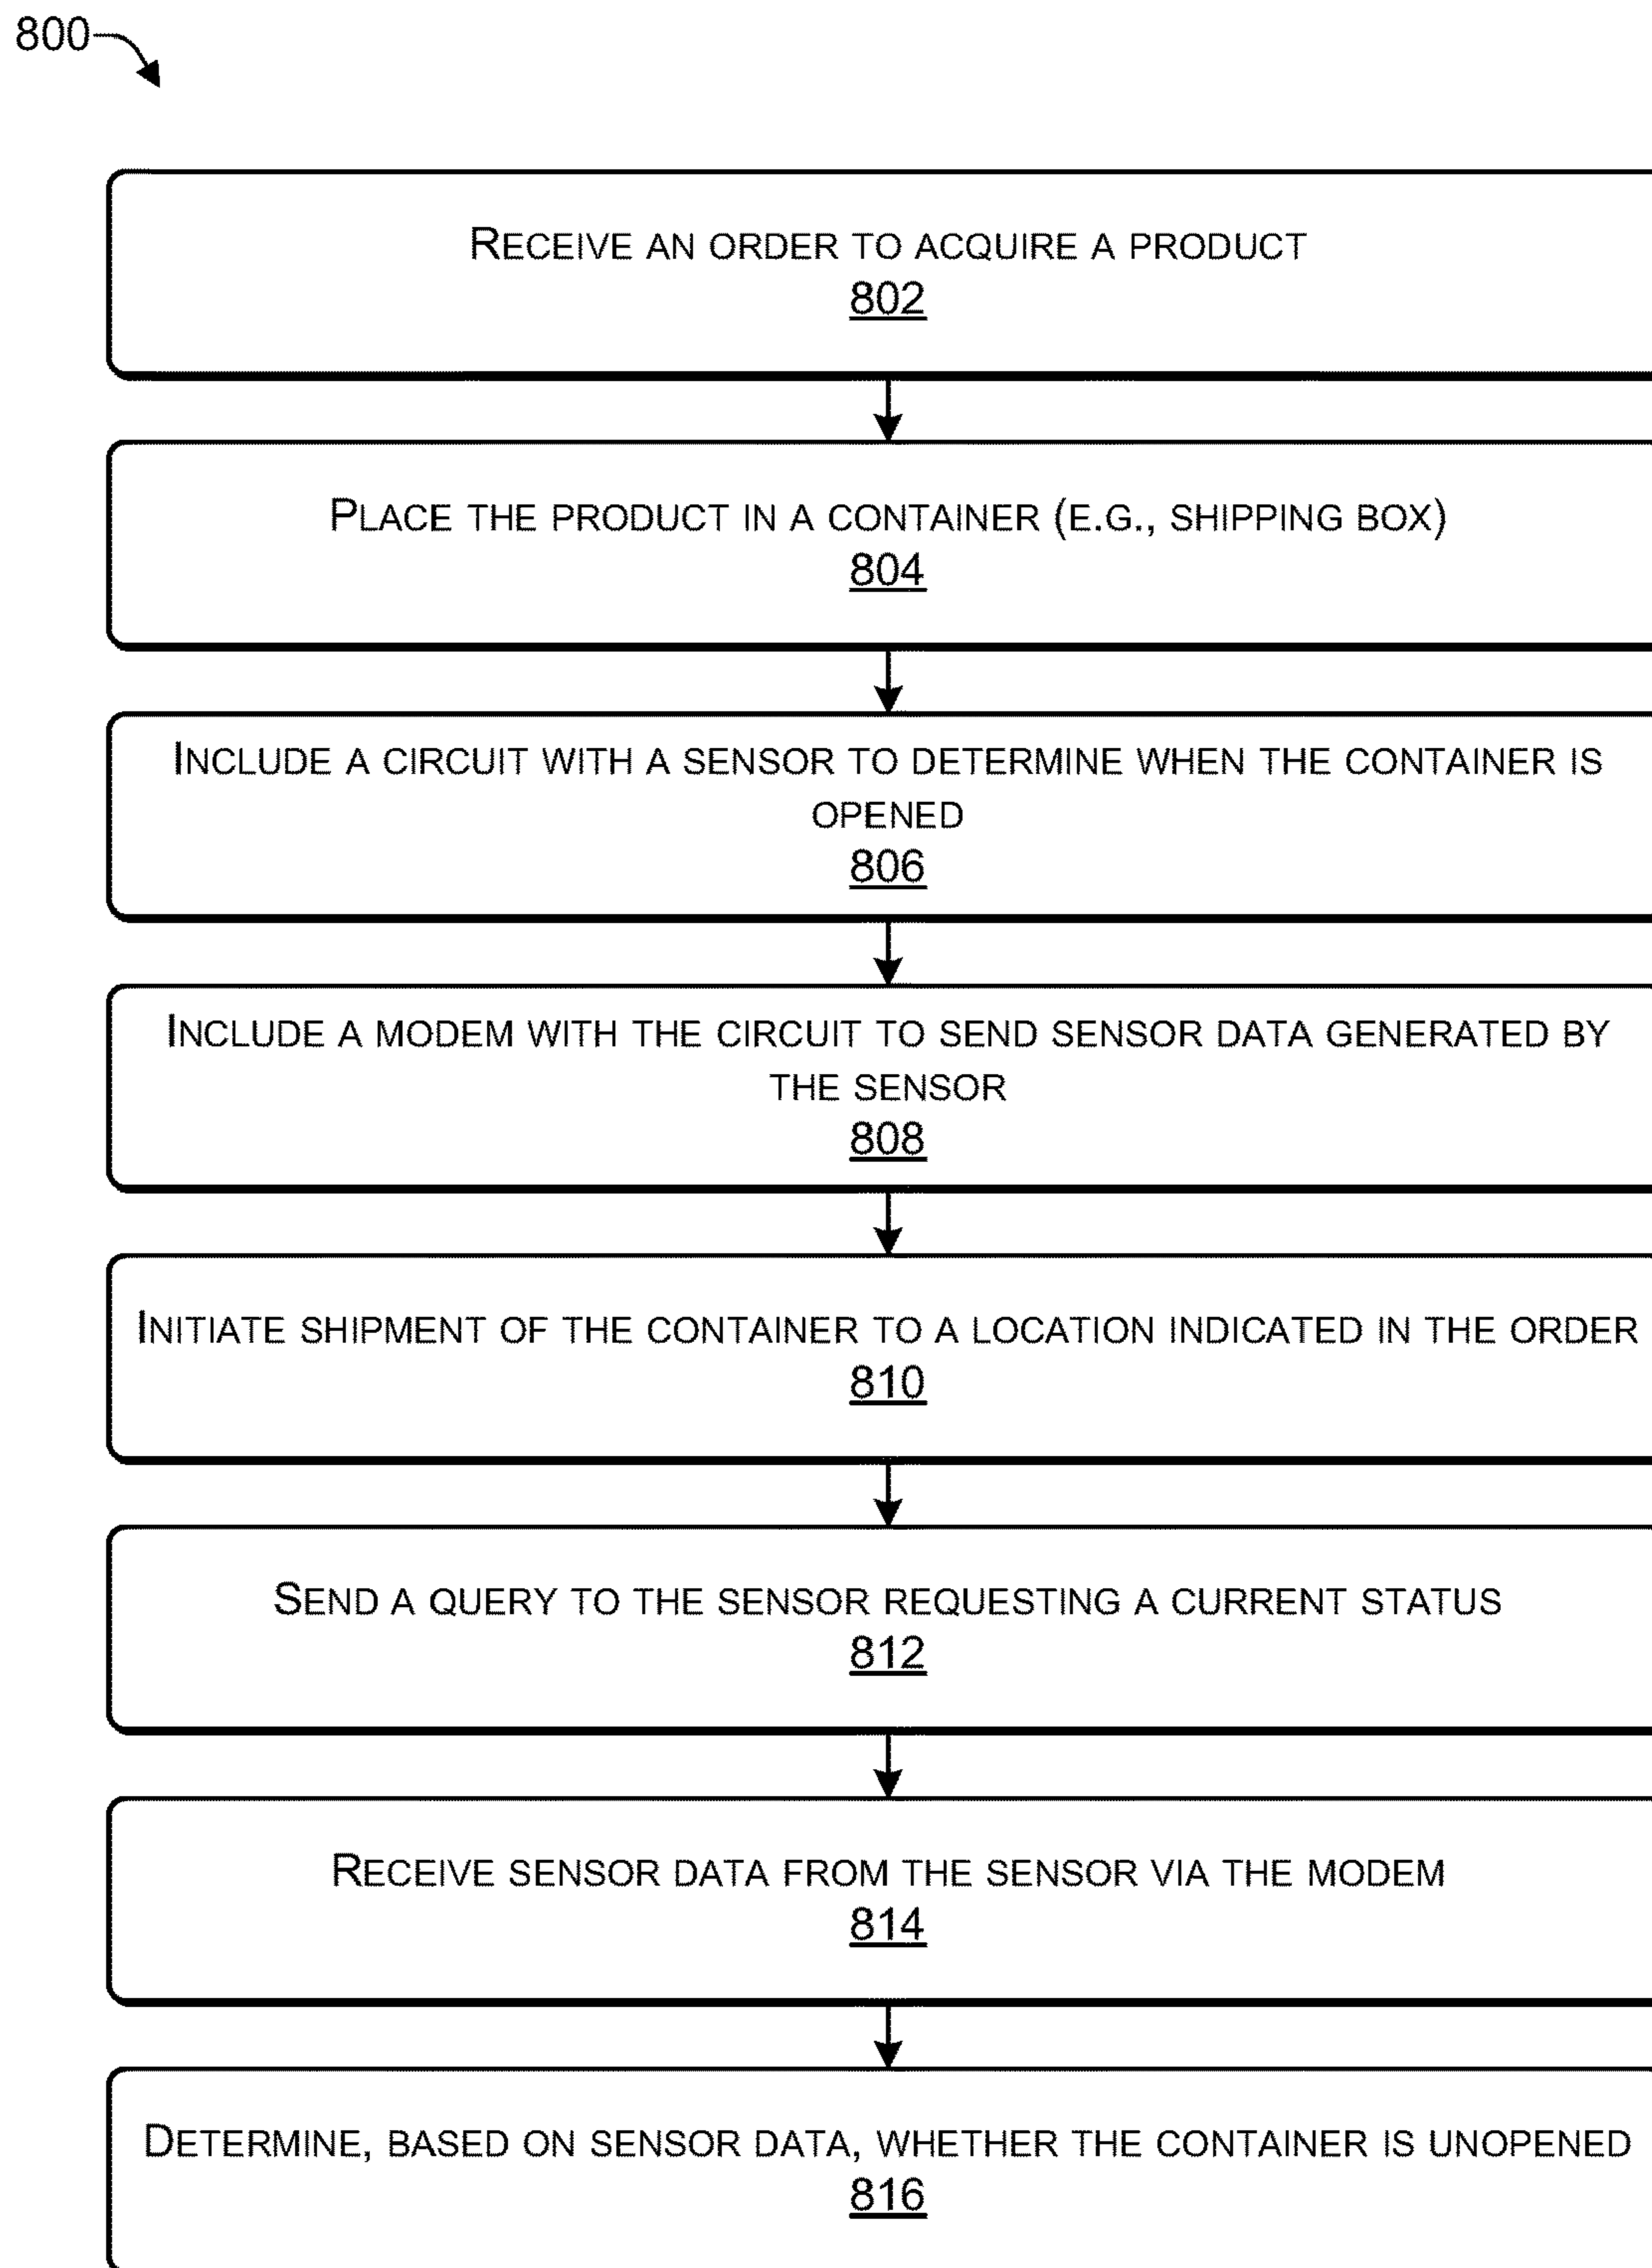 800
RECEIVE AN ORDER TO ACQUIRE A PRODUCT
802
PLACE THE PRODUCT IN A CONTAINER (E.G., SHIPPING BOX)
804
INCLUDE A CIRCUIT WITH A SENSOR TO DETERMINE WHEN THE CONTAINER IS
OPENED
806
INCLUDE A MODEM WITH THE CIRCUIT TO SEND SENSOR DATA GENERATED BY
THE SENSOR
808
INITIATE SHIPMENT OF THE CONTAINER TO A LOCATION INDICATED IN THE ORDER
810
SEND A QUERY TO THE SENSOR REQUESTING A CURRENT STATUS
812
RECEIVE SENSOR DATA FROM THE SENSOR VIA THE MODEM
814
DETERMINE, BASED ON SENSOR DATA, WHETHER THE CONTAINER IS UNOPENED
816